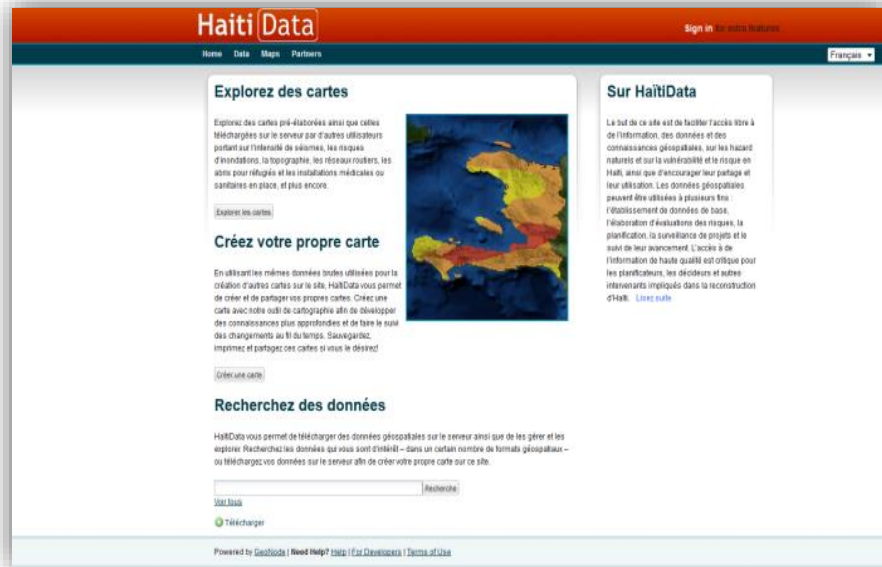 Haiti Data
Sign in for extra features
Home Data Maps Partners
Français
Explorez des cartes
Explorez des cartes pré-élaborées ainsi que celles
téléchargées sur le serveur par d'autres utilisateurs
portant sur l'intensité de séismes, les risques
d'inondations, la topographie, les réseaux routiers, les
abris pour réfugiés et les installations médicales ou
sanitaires en place, et plus encore.
Explorer les cartes
Créez votre propre carte
En utilisant les mêmes données brutes utilisées pour la
création d'autres cartes sur le site, HaïtiData vous permet
de créer et de partager vos propres cartes. Créez une
carte avec notre outil de cartographie afin de développer
des connaissances plus approfondies et de faire le suivi
des changements au fil du temps. Sauvegardez,
imprimez et partagez ces cartes si vous le désirez!
Créer une carte
Recherchez des données
HaïtiData vous permet de télécharger des données géospatiales sur le serveur ainsi que de les gérer et les
explorer. Recherchez les données qui vous sont d'intérêt – dans un certain nombre de formats géospatiaux –
ou téléchargez vos données sur le serveur afin de créer votre propre carte sur ce site.
Recherche
Voir tous
Télécharger
Sur HaïtiData
Le but de ce site est de faciliter l'accès libre à
de l'information, des données et des
connaissances géospatiales, sur les hazard
naturels et sur la vulnérabilité et le risque en
Haïti, ainsi que d'encourager leur partage et
leur utilisation. Les données géospatiales
peuvent être utilisées à plusieurs fins :
l'établissement de données de base,
l'élaboration d'évaluations des risques, la
planification, la surveillance de projets et le
suivi de leur avancement. L'accès à de
l'information de haute qualité est critique pour
les planificateurs, les décideurs et autres
intervenants impliqués dans la reconstruction
d'Haïti. Lisez suite
Powered by GeoNode | Need Help? Help | For Developers | Terms of Use